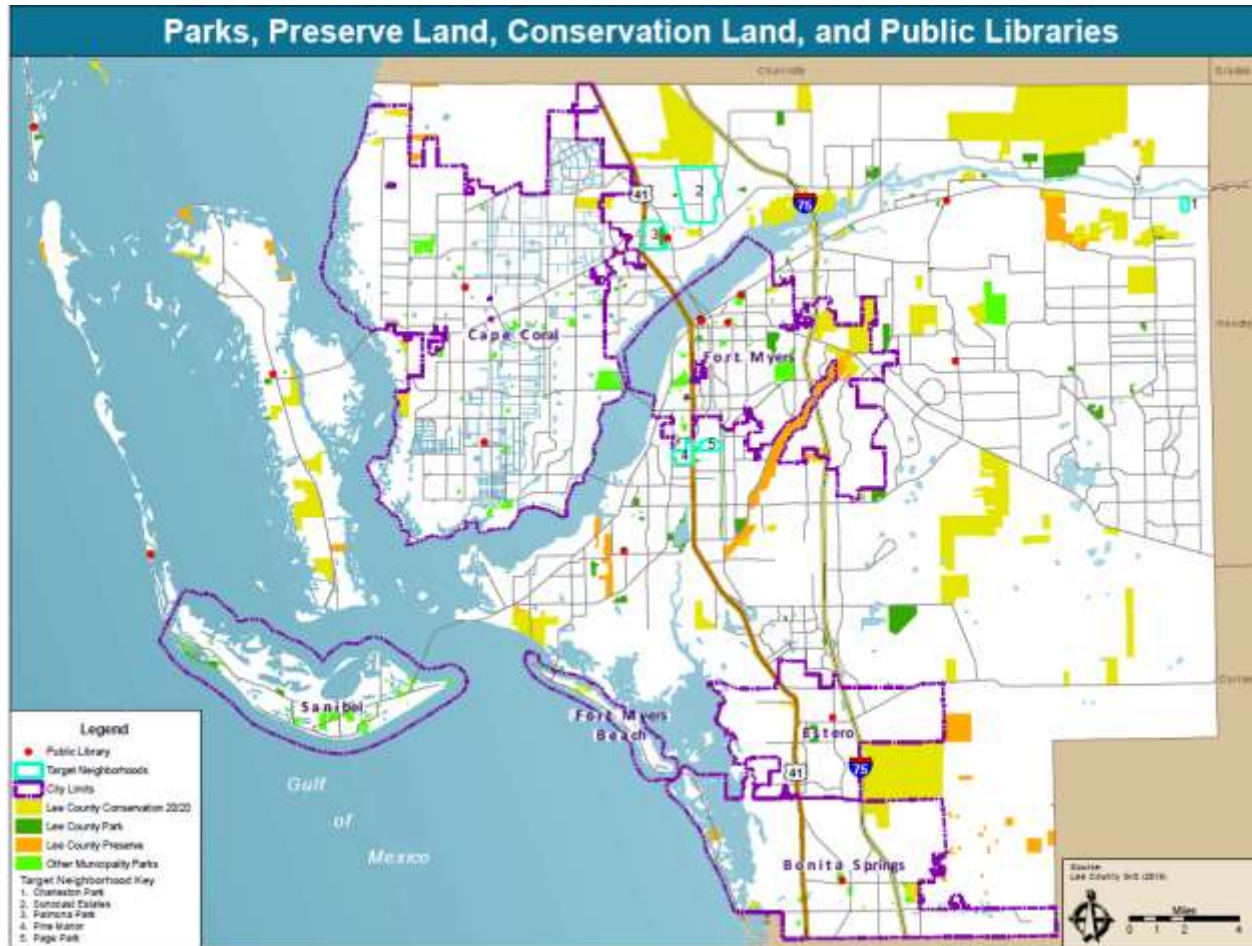 Parks, Preserve Land, Conservation Land, and Public Libraries
Charlotte
Glades
41
2
75
1
3
Hendry
Cape Coral
Fort Myers
5
4
Collier
Sanibel
Fort Myers
Beach
Estero
41
75
Gulf
of
Mexico
Bonita Springs
Legend
Public Library
Target Neighborhoods
City Limits
Lee County Conservation 20/20
Lee County Park
Lee County Preserve
Other Municipality Parks
Target Neighborhood Key
1. Charleston Park
2. Suncoast Estates
3. Palmona Park
4. Pine Manor
5. Page Park
Source:
Lee County GIS (2019)
Miles
0 1 2 4